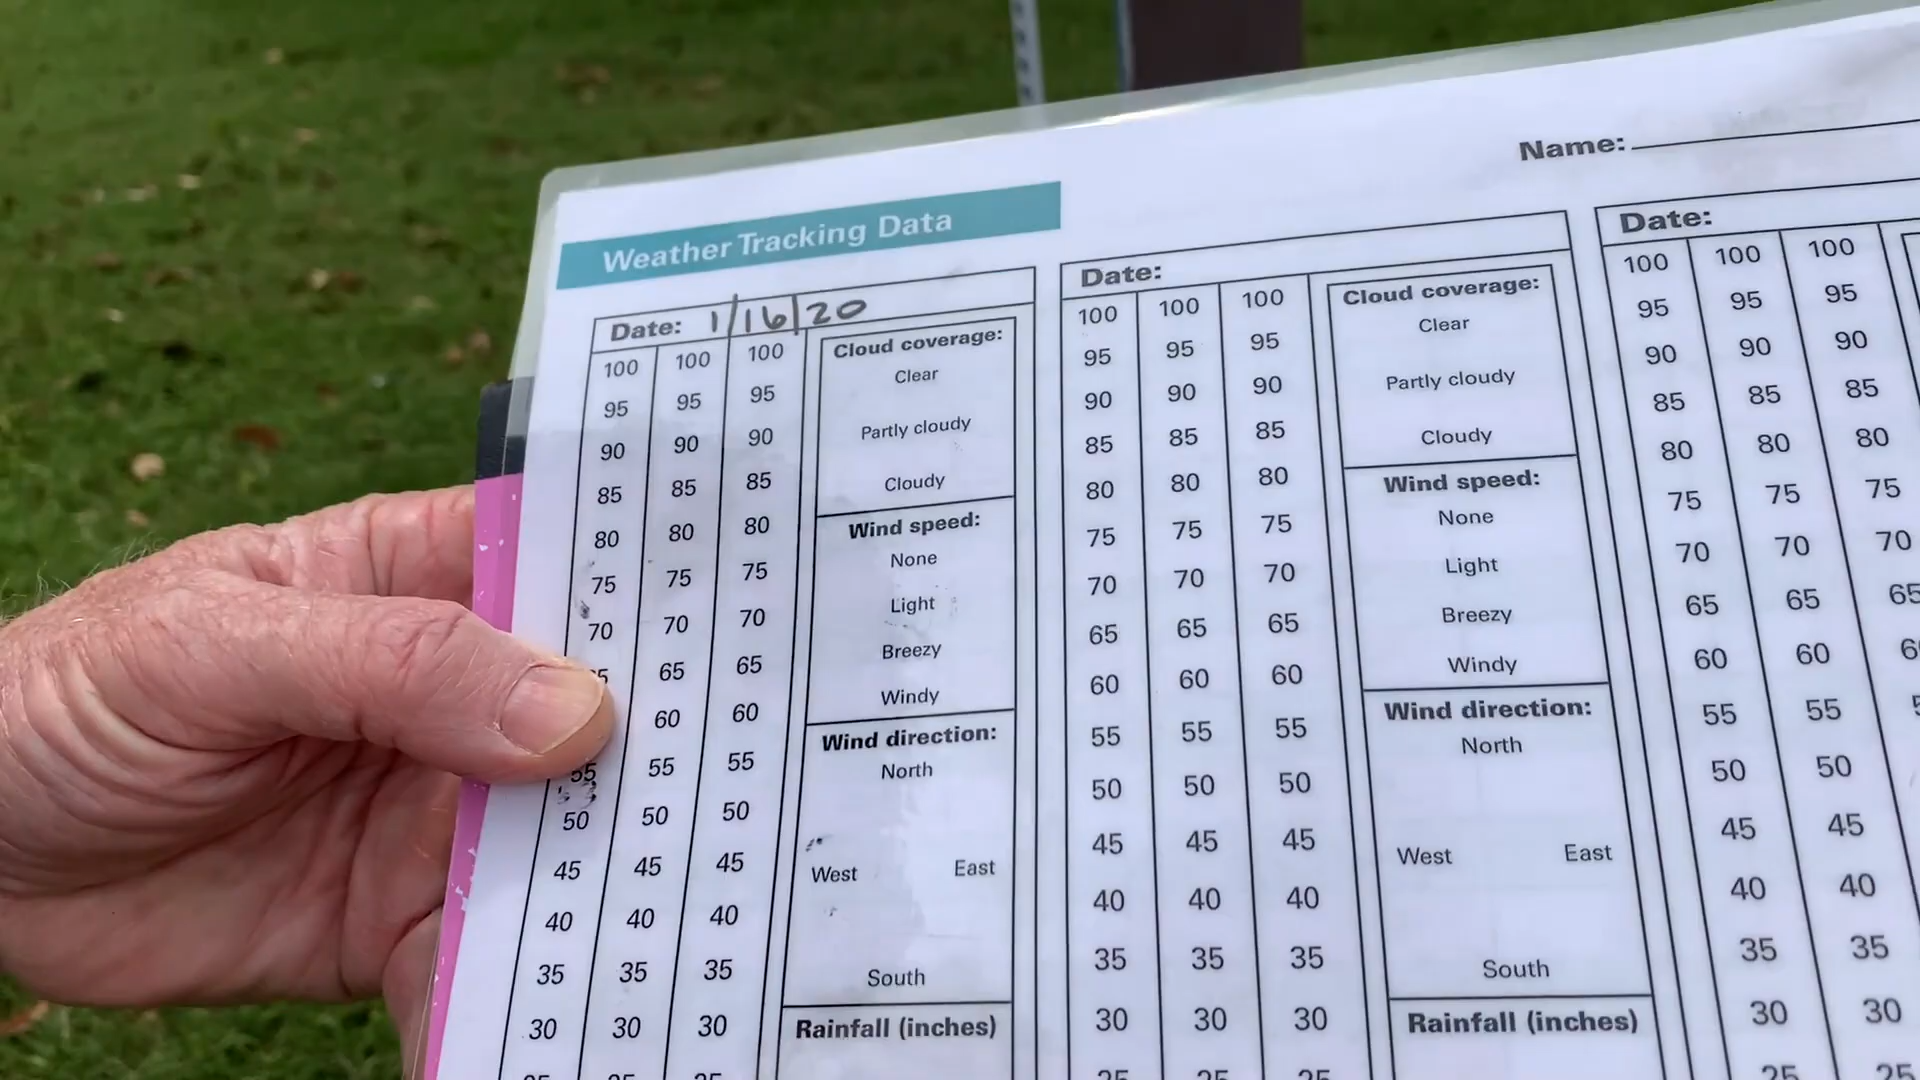 Name:
Weather Tracking Data
Date: 1/16/20
100 100 100
95 95 95
90 90 90
85 85 85
80 80 80
75 75 75
70 70 70
65 65
60 60
55 55 55
50 50 50
45 45 45
40 40 40
35 35 35
30 30 30
Cloud coverage:
Clear
Partly cloudy
Cloudy
Wind speed:
None
Light
Breezy
Windy
Wind direction:
North
West East
South
Rainfall (inches)
Date:
100 100 100
95 95 95
90 90 90
85 85 85
80 80 80
75 75 75
70 70 70
65 65 65
60 60 60
55 55 55
50 50 50
45 45 45
40 40 40
35 35 35
30 30 30
25 25 25
Cloud coverage:
Clear
Partly cloudy
Cloudy
Wind speed:
None
Light
Breezy
Windy
Wind direction:
North
West East
South
Rainfall (inches)
Date:
100 100 100
95 95 95
90 90 90
85 85 85
80 80 80
75 75 75
70 70 70
65 65 65
60 60
55 55
50 50
45 45
40 40
35 35
30 30
25 25